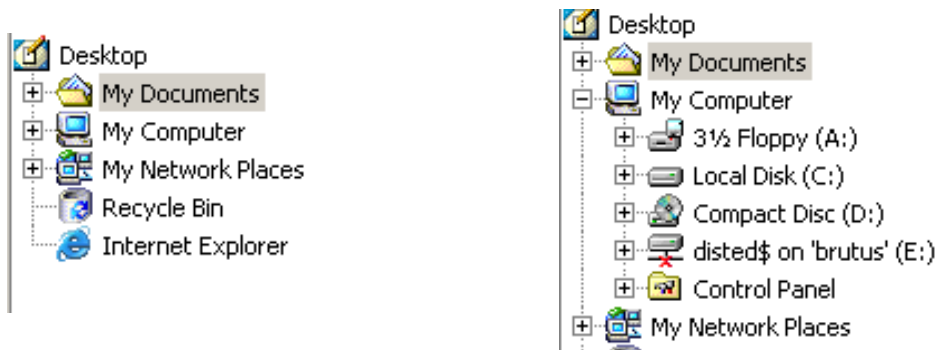 Desktop
My Documents
My Computer
My Network Places
Recycle Bin
Internet Explorer
Desktop
My Documents
My Computer
3½ Floppy (A:)
Local Disk (C:)
Compact Disc (D:)
disted$ on 'brutus' (E:)
Control Panel
My Network Places